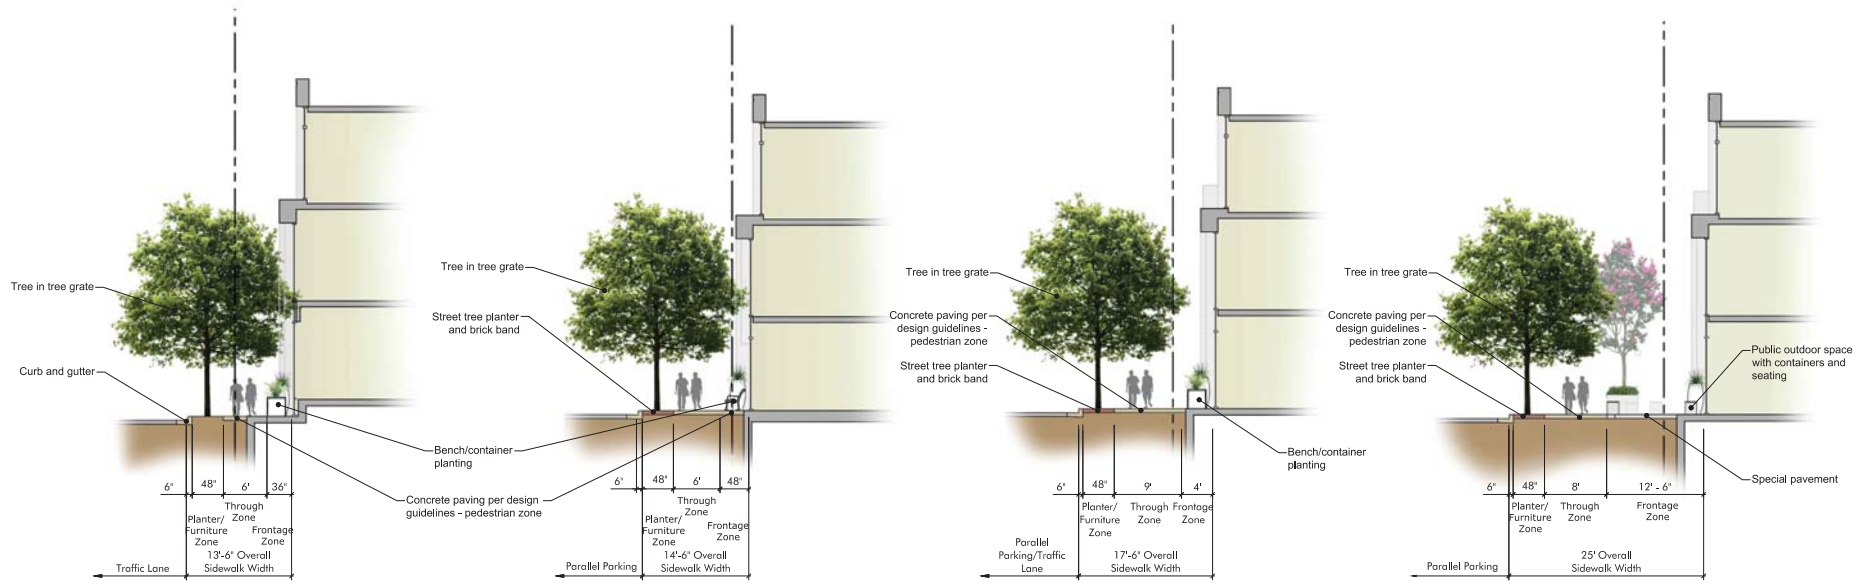 Tree in tree grate
Curb and gutter
6"
48"
6'
36"
Planter/
Furniture
Zone
Through
Zone
Frontage
Zone
13'-6" Overall
Sidewalk Width
Traffic Lane
Tree in tree grate
Street tree planter
and brick band
Bench/container
planting
Concrete paving per design
guidelines - pedestrian zone
6"
48"
6'
48"
Planter/
Furniture
Zone
Through
Zone
Frontage
Zone
14'-6" Overall
Sidewalk Width
Parallel Parking
Tree in tree grate
Concrete paving per
design guidelines -
pedestrian zone
Street tree planter
and brick band
Bench/container
planting
6"
48"
9'
4'
Planter/
Furniture
Zone
Through
Zone
Frontage
Zone
17'-6" Overall
Sidewalk Width
Parallel
Parking/Traffic
Lane
Tree in tree grate
Concrete paving per
design guidelines -
pedestrian zone
Street tree planter
and brick band
Public outdoor space
with containers and
seating
Special pavement
6"
48"
8'
12' - 6"
Planter/
Furniture
Zone
Through
Zone
Frontage
Zone
25' Overall
Sidewalk Width
Parallel Parking